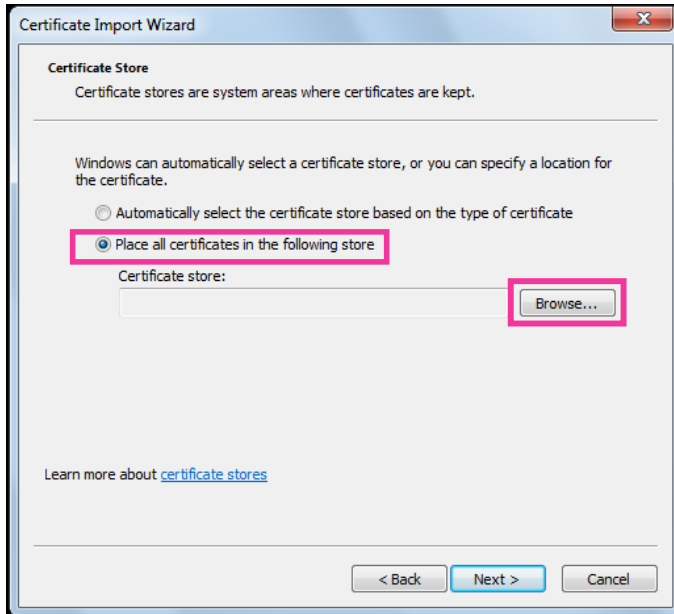 Certificate Import Wizard
Certificate Store
Certificate stores are system areas where certificates are kept.
Windows can automatically select a certificate store, or you can specify a location for
the certificate.
Automatically select the certificate store based on the type of certificate
Place all certificates in the following store
Certificate store:
Browse...
Learn more about certificate stores
< Back Next > Cancel